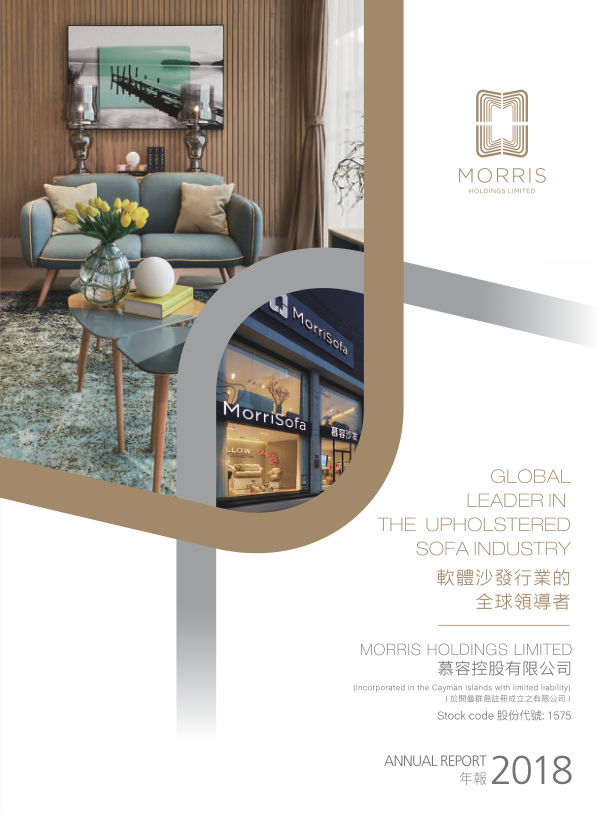 MORRIS
HOLDINGS LIMITED
MorriSofa
MorriSofa
慕容沙发
GLOBAL
LEADER IN
THE UPHOLSTERED
SOFA INDUSTRY
軟體沙發行業的
全球領導者
MORRIS HOLDINGS LIMITED
慕容控股有限公司
(Incorporated in the Cayman Islands with limited liability)
(於開曼群島註冊成立之有限公司)
Stock code 股份代號: 1575
ANNUAL REPORT
年報 2018